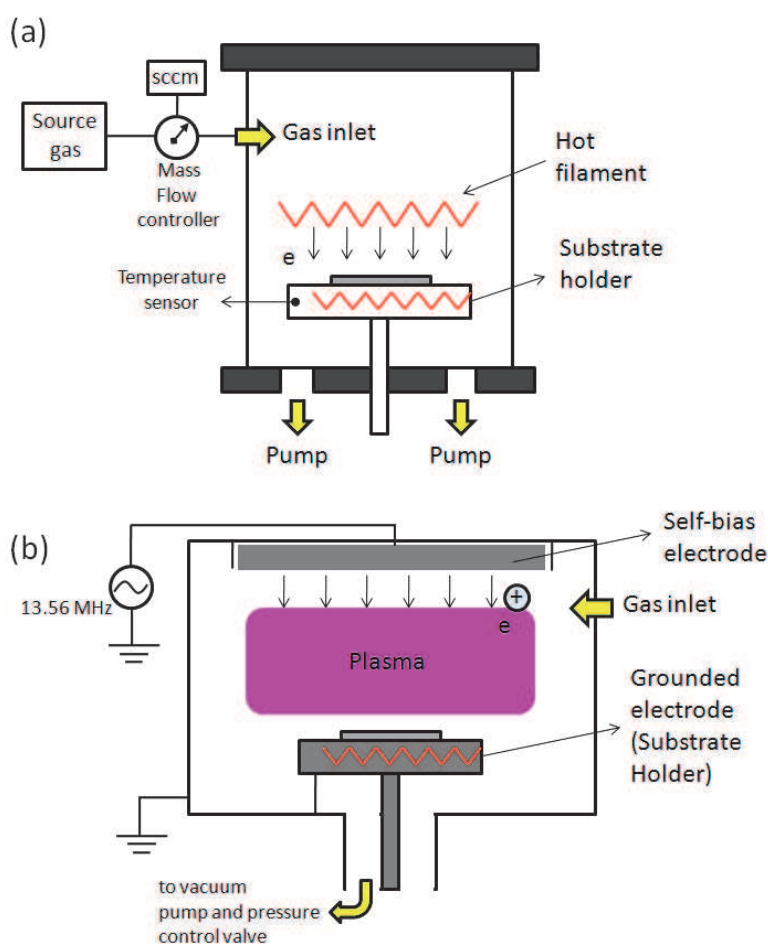 (a)
sccm
Source
gas
Mass
Flow
controller
Gas inlet
Hot
filament
e
Substrate
holder
Temperature
sensor
Pump
Pump
(b)
Self-bias
electrode
13.56 MHz
+
e
Gas inlet
Plasma
Grounded
electrode
(Substrate
Holder)
to vacuum
pump and pressure
control valve